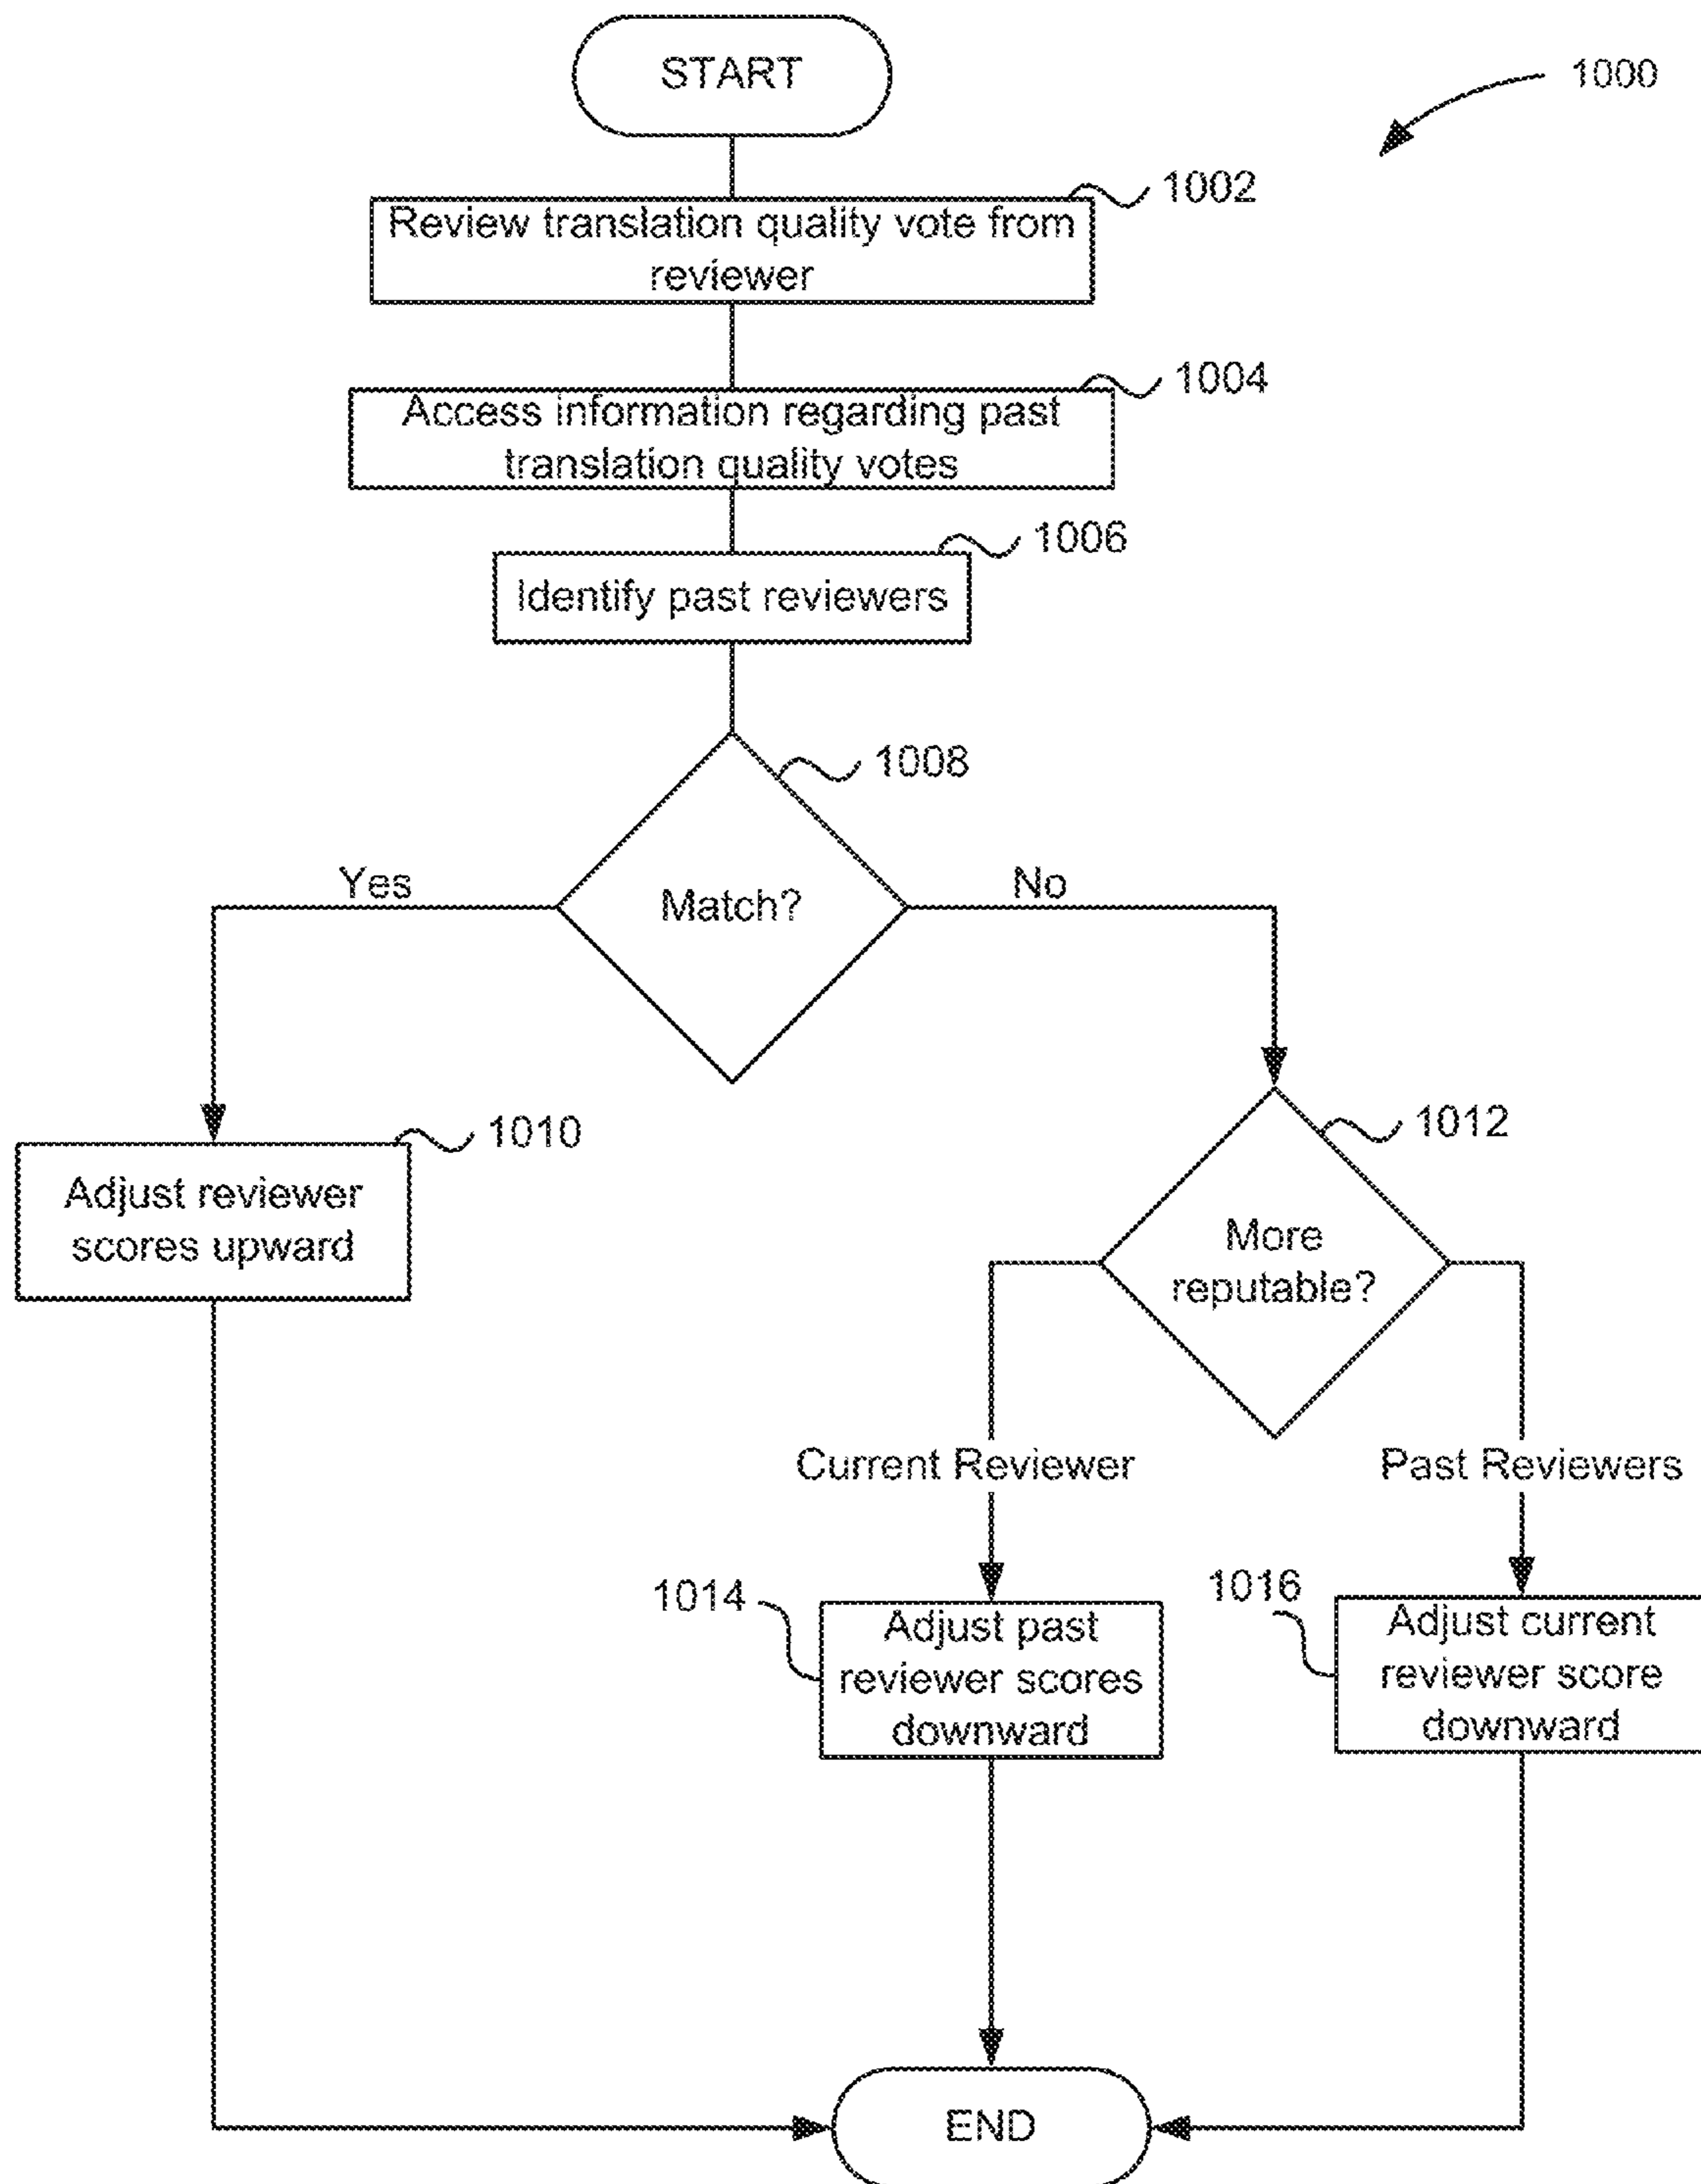 START
1000
1002
Review translation quality vote from
reviewer
1004
Access information regarding past
translation quality votes
1006
Identify past reviewers
1008
Match?
Yes
No
1010
Adjust reviewer
scores upward
1012
More
reputable?
Current Reviewer
Past Reviewers
1014
Adjust past
reviewer scores
downward
1016
Adjust current
reviewer score
downward
END